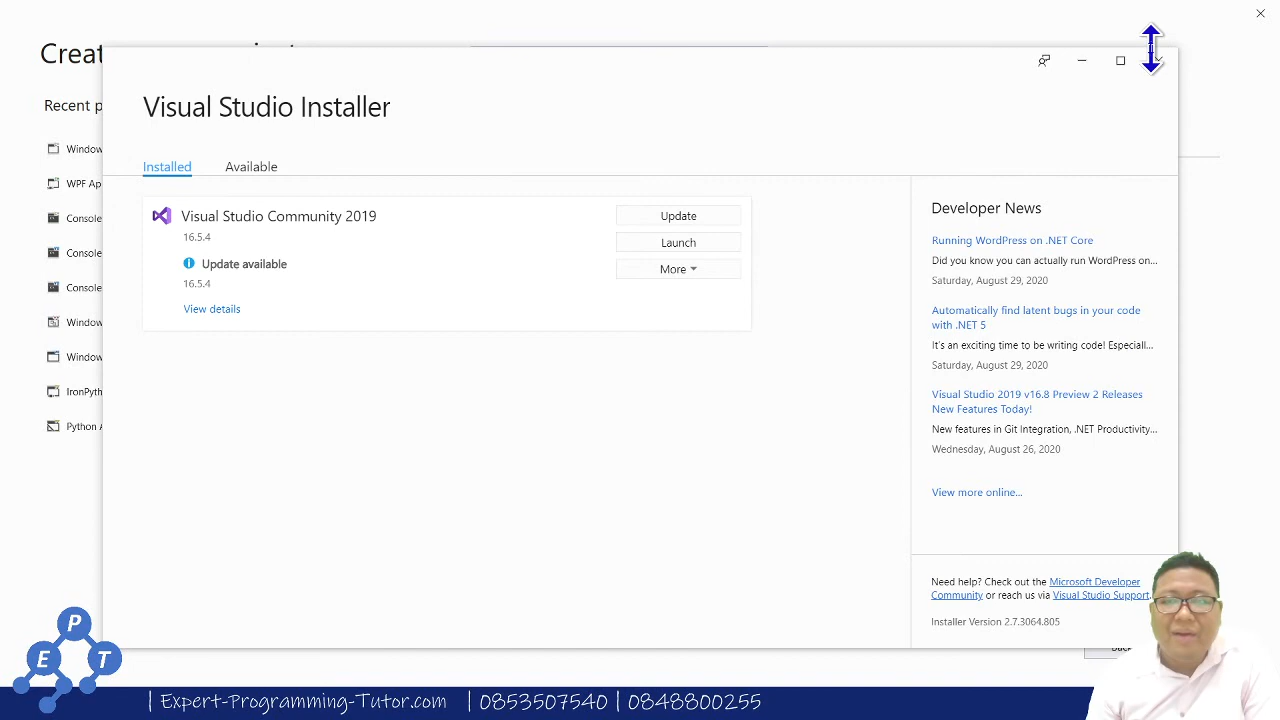 Visual Studio Installer
Recent p
Installed
Available
Window
WPF Ap
Console
Console
Console
Window
Window
IronPyth
Python A
Visual Studio Community 2019
16.5.4
Update available
16.5.4
View details
Update
Launch
More
Developer News
Running WordPress on .NET Core
Did you know you can actually run WordPress on...
Saturday, August 29, 2020
Automatically find latent bugs in your code
with .NET 5
It's an exciting time to be writing code! Especiall...
Saturday, August 29, 2020
Visual Studio 2019 v16.8 Preview 2 Releases
New Features Today!
New features in Git Integration, .NET Productivity...
Wednesday, August 26, 2020
View more online...
Need help? Check out the Microsoft Developer
Community or reach us via Visual Studio Support.
Installer Version 2.7.3064.805
P
E T
| Expert-Programming-Tutor.com | 0853507540 | 0848800255